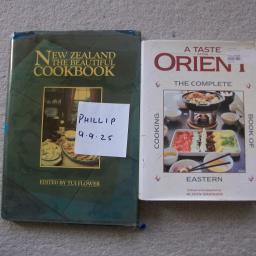 NEW ZEALAND
THE BEAUTIFUL
COOKBOOK
PHILLIP
9.9.25
EDITED BY TUI FLOWER
A TASTE
ORIENT
THE COMPLETE
COOKING
BOOK OF
EASTERN